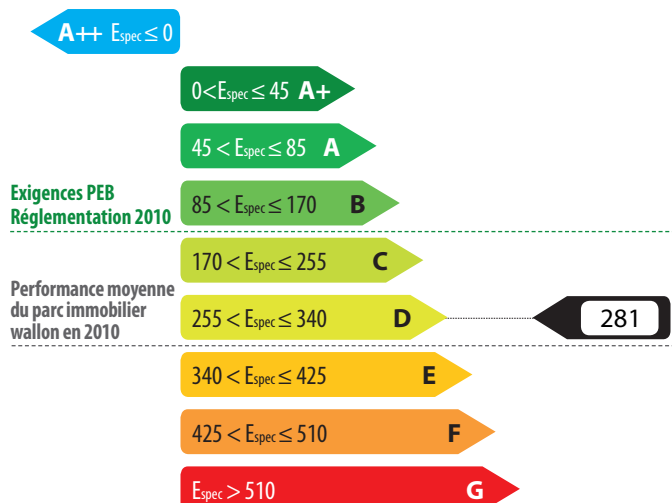 A++ Espec ≤ 0
0<Espec ≤ 45 A+
45 < Espec ≤ 85 A
Exigences PEB
Réglementation 2010
85 < Espec ≤ 170 B
170 < Espec ≤ 255 C
Performance moyenne
du parc immobilier
wallon en 2010
255 < Espec ≤ 340 D
281
340 < Espec ≤ 425 E
425 < Espec ≤ 510 F
Espec > 510 G